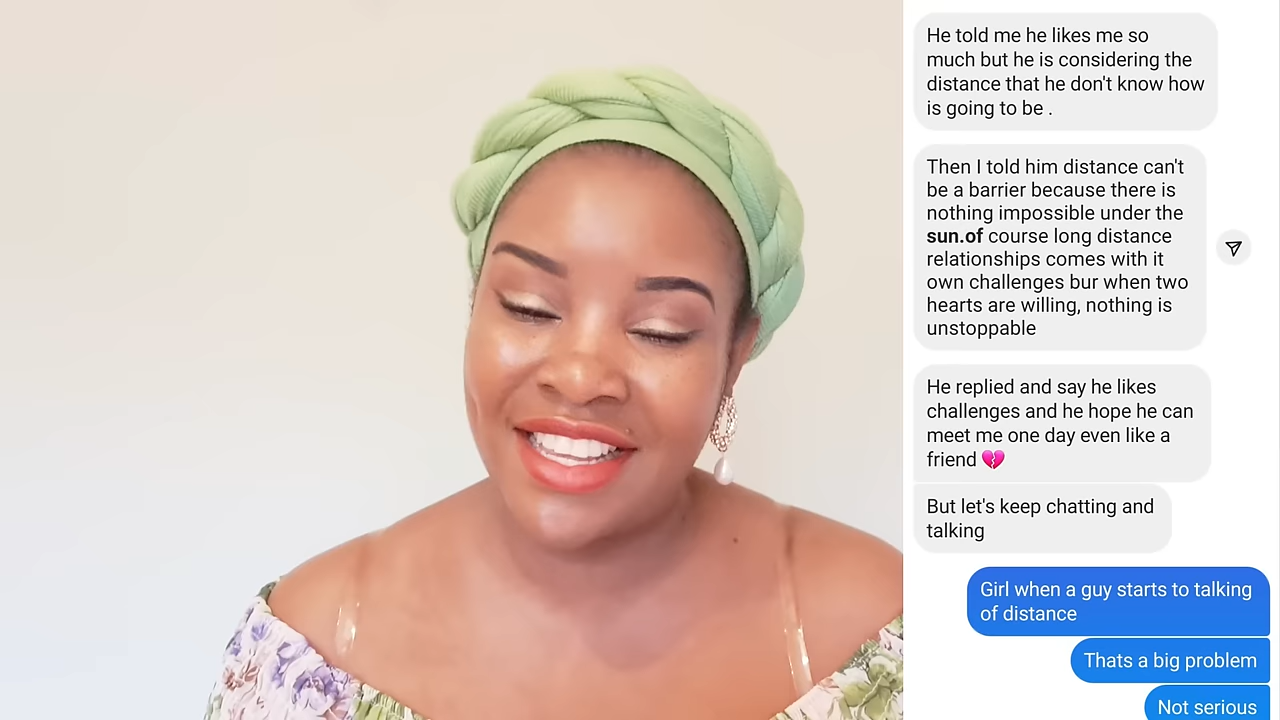 He told me he likes me so
much but he is considering the
distance that he don't know how
is going to be .
Then I told him distance can't
be a barrier because there is
nothing impossible under the
sun.of course long distance
relationships comes with it
own challenges bur when two
hearts are willing, nothing is
unstoppable
He replied and say he likes
challenges and he hope he can
meet me one day even like a
friend 💔
But let's keep chatting and
talking
Girl when a guy starts to talking
of distance
Thats a big problem
Not serious